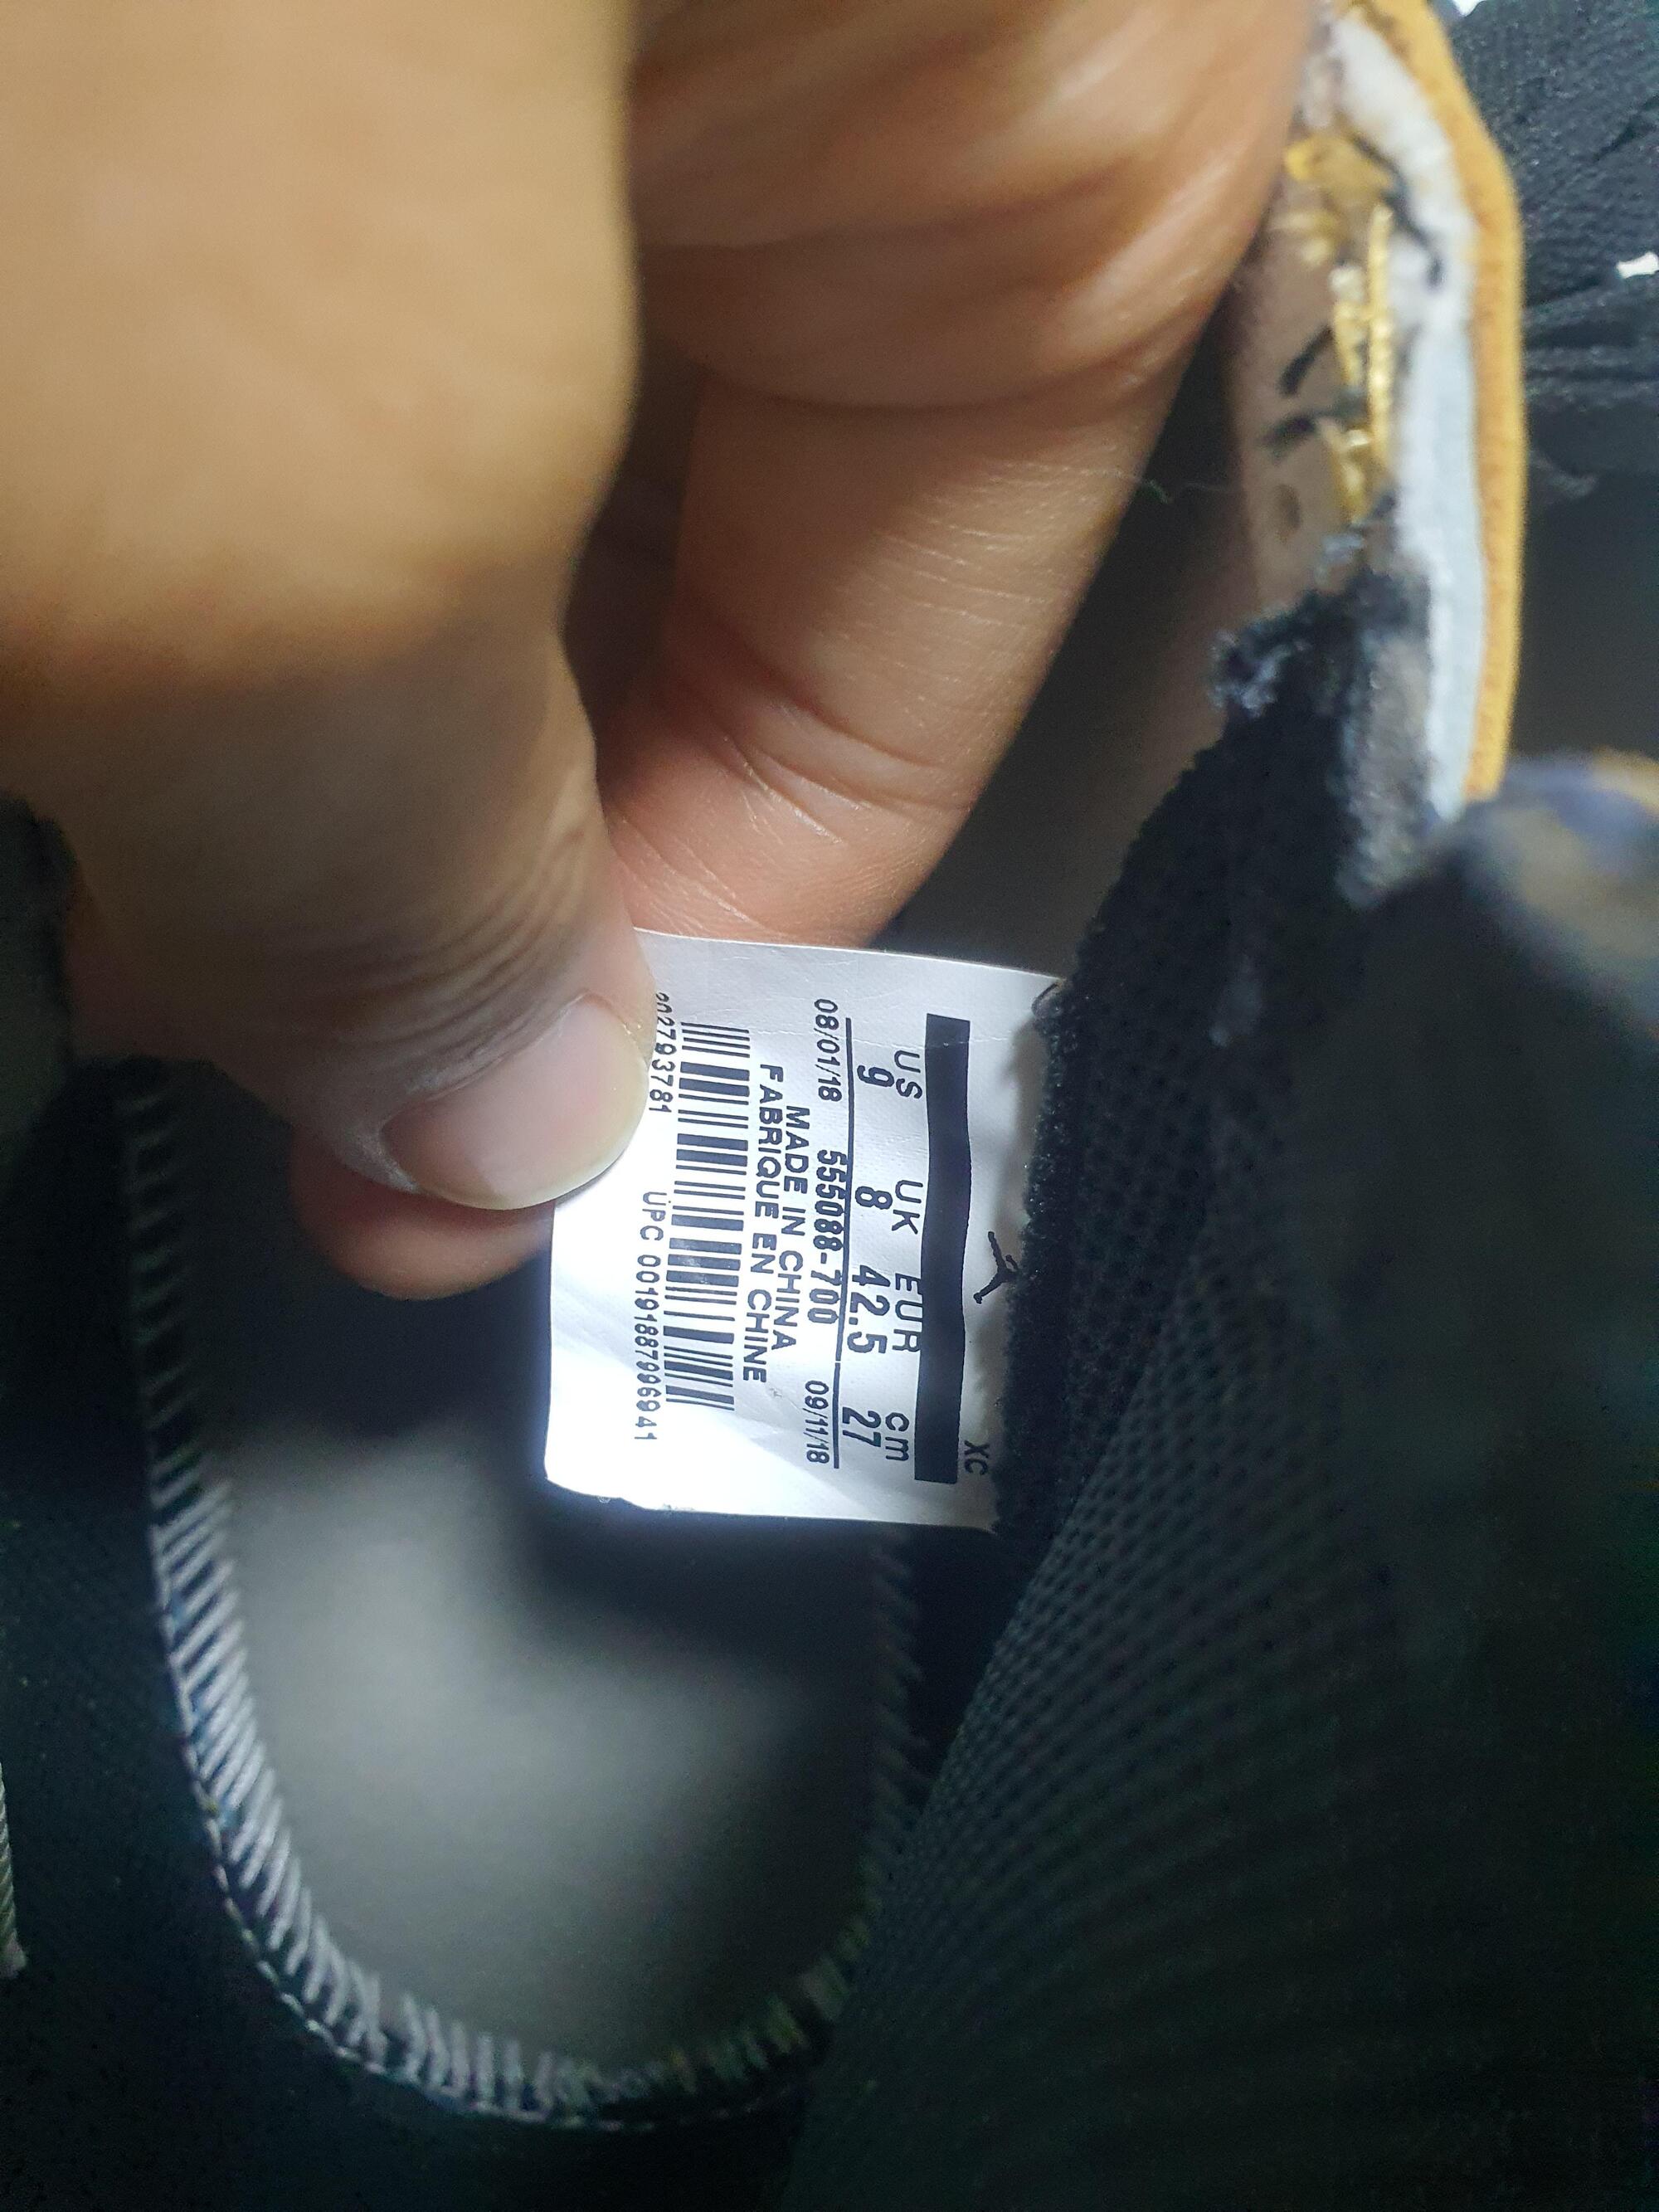 XC
US UK EUR cm
9 8 42.5 27
08/01/18 555088-700 09/11/18
MADE IN CHINA
FABRIQUE EN CHINE
UPC 00191887996941